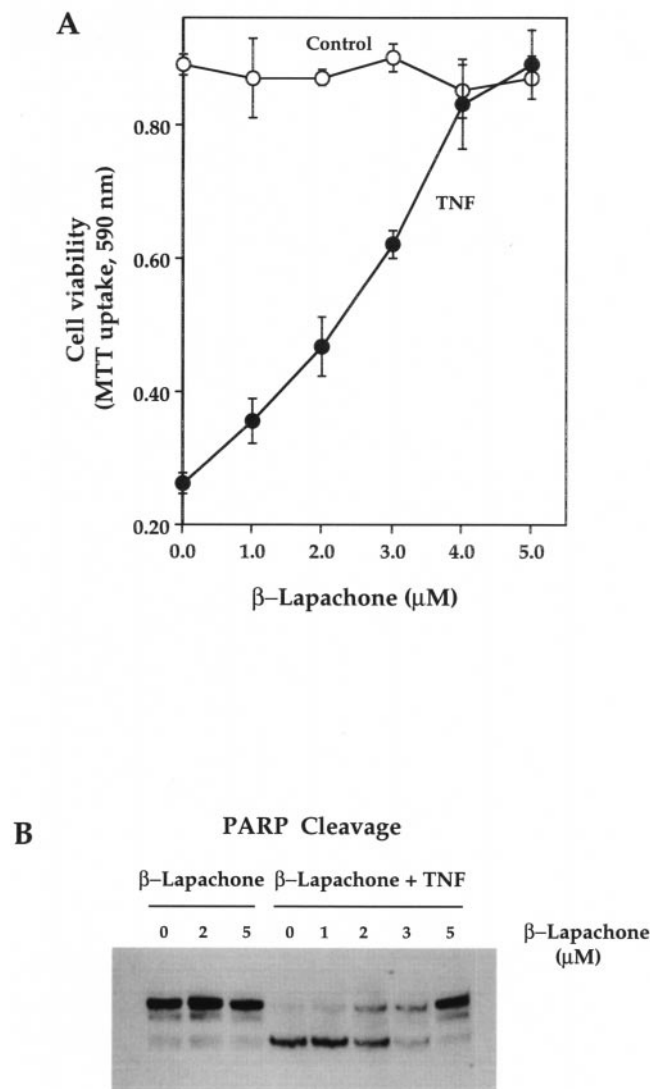 A
Control
TNF
0.80
0.60
0.40
0.20
Cell viability
(MTT uptake, 590 nm)
0.0 1.0 2.0 3.0 4.0 5.0
β–Lapachone (µM)
B
PARP Cleavage
β–Lapachone β–Lapachone + TNF
0 2 5 0 1 2 3 5 β–Lapachone
(µM)